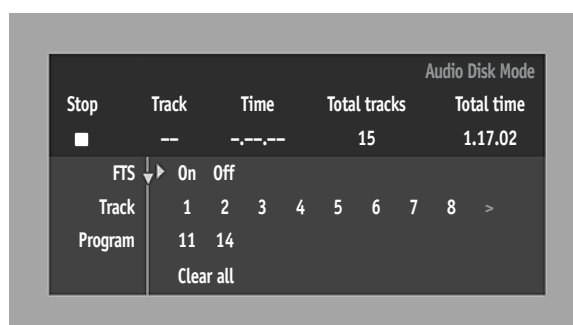 Audio Disk Mode
Stop Track Time Total tracks Total time
-- -.--.-- 15 1.17.02
FTS On Off
Track 1 2 3 4 5 6 7 8 >
Program 11 14
Clear all